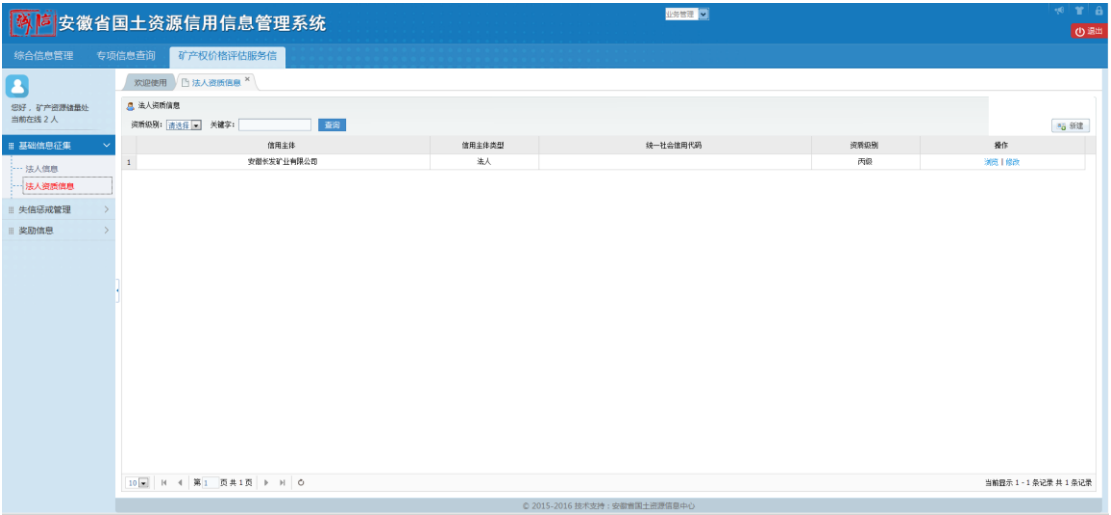 诚信 安徽省国土资源信用信息管理系统
业务管理
退出
综合信息管理 专项信息查询 矿产权价格评估服务信
您好，矿产资源储量处
当前在线 2 人
欢迎使用 法人资质信息 ×
法人资质信息
资质级别: 请选择 关键字: 查询
新建
基础信息征集
法人信息
法人资质信息
失信惩戒管理
奖励信息
信用主体 信用主体类型 统一社会信用代码 资质级别 操作
1 安徽长发矿业有限公司 法人 丙级 浏览 | 修改
10 第 1 页共1页 当前显示 1 - 1 条记录 共 1 条记录
© 2015-2016 技术支持：安徽省国土资源信息中心